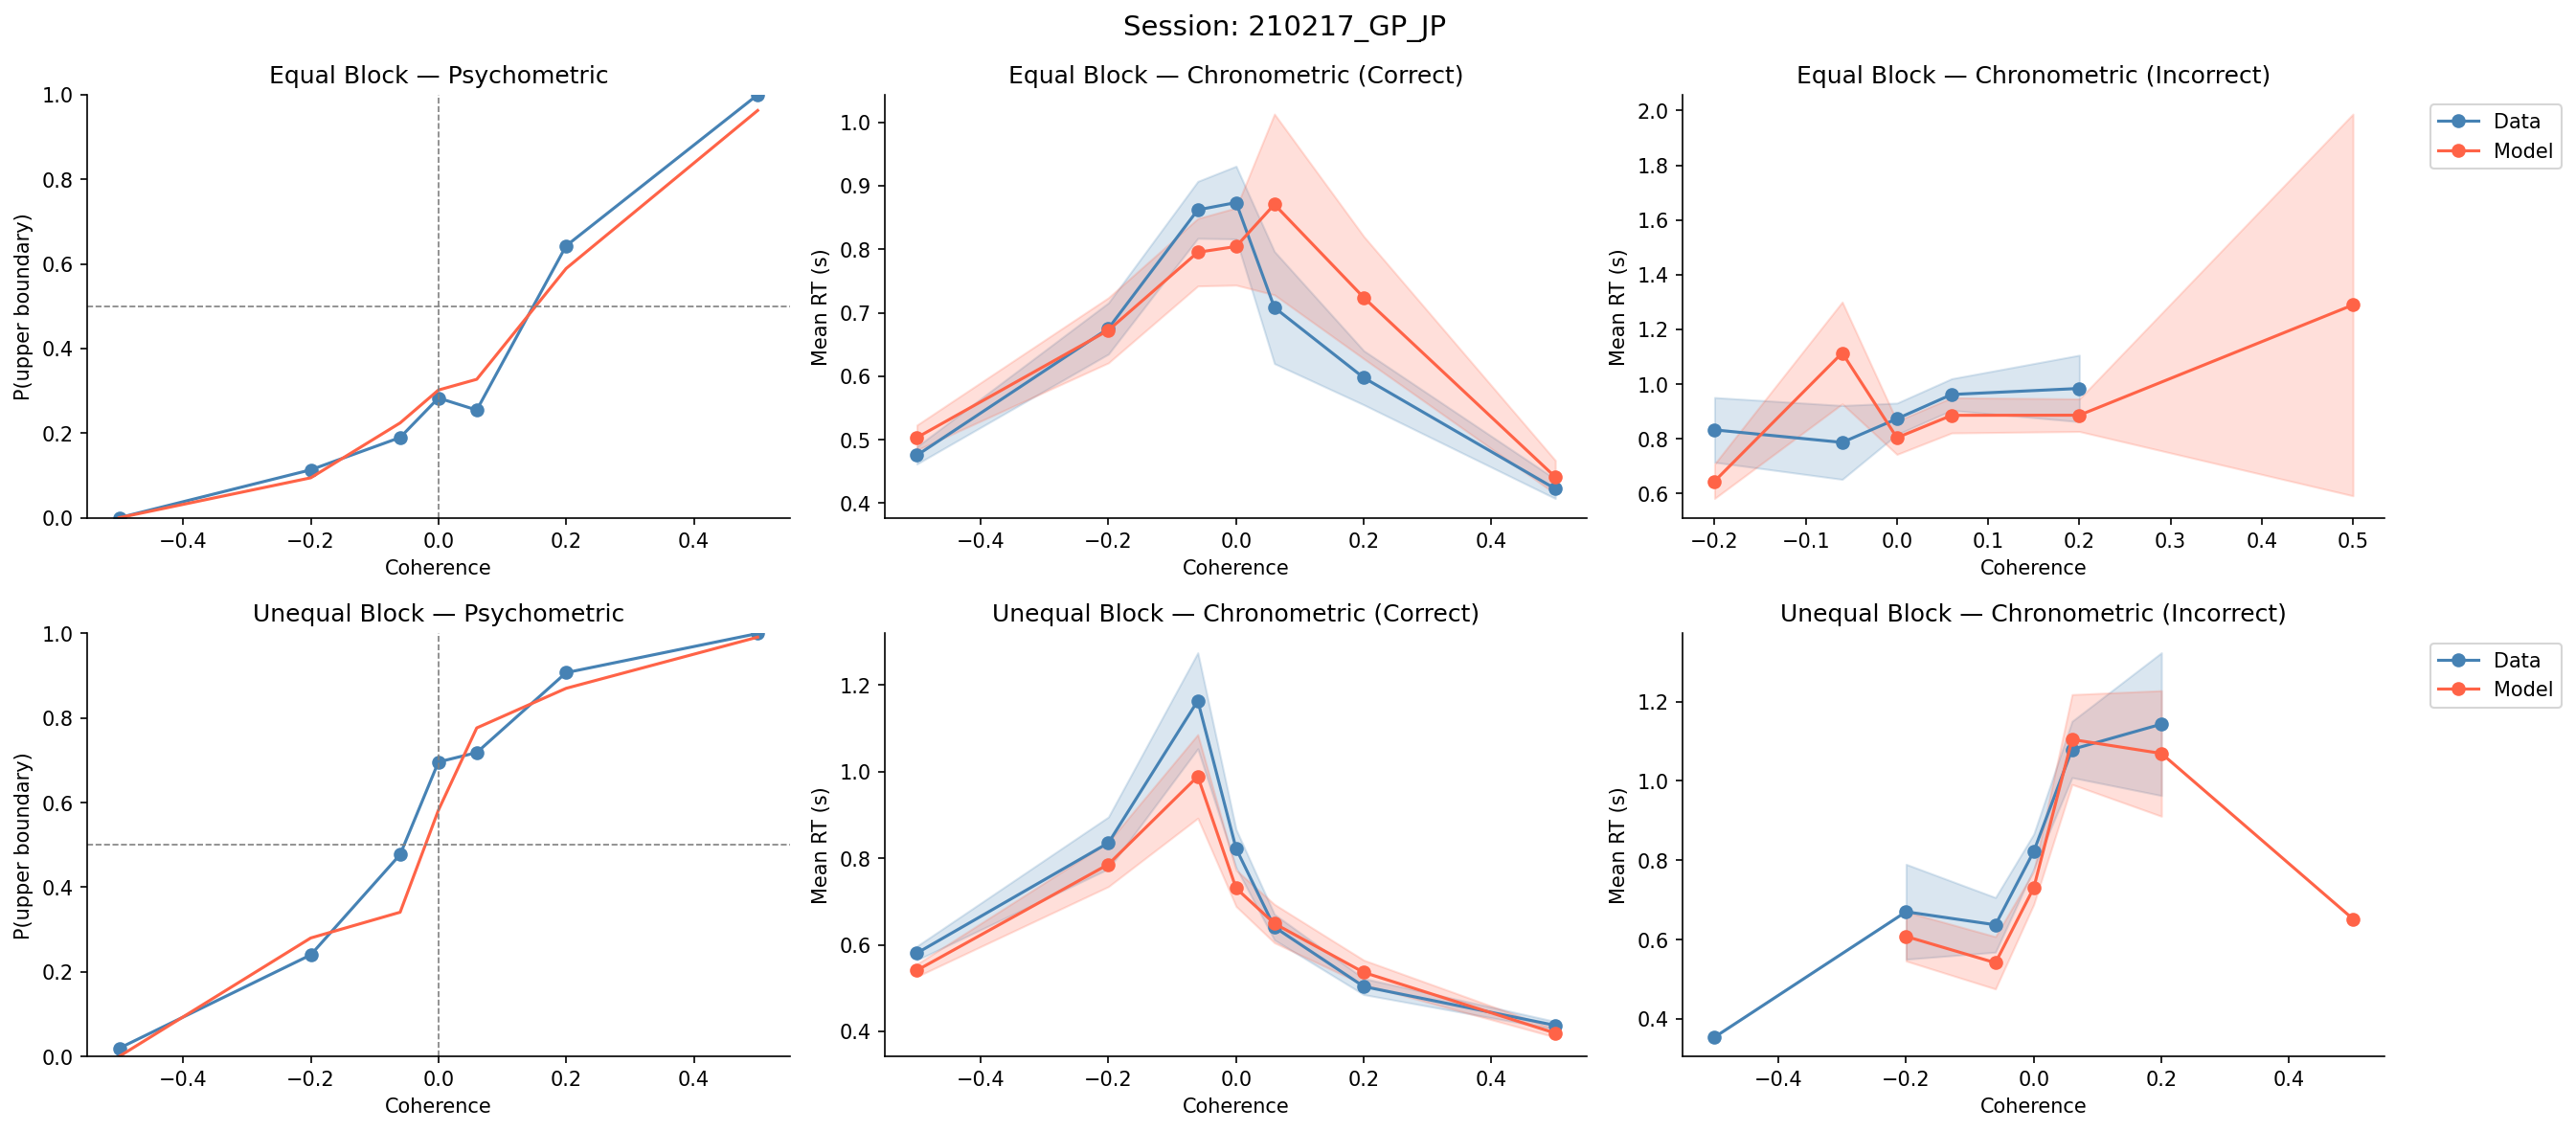 Session: 210217_GP_JP
Equal Block — Psychometric
P(upper boundary)
1.0
0.8
0.6
0.4
0.2
0.0
−0.4 −0.2 0.0 0.2 0.4
Coherence
Equal Block — Chronometric (Correct)
Mean RT (s)
1.0
0.9
0.8
0.7
0.6
0.5
0.4
−0.4 −0.2 0.0 0.2 0.4
Coherence
Equal Block — Chronometric (Incorrect)
Mean RT (s)
2.0
1.8
1.6
1.4
1.2
1.0
0.8
0.6
−0.2 −0.1 0.0 0.1 0.2 0.3 0.4 0.5
Coherence
Data
Model
Unequal Block — Psychometric
P(upper boundary)
1.0
0.8
0.6
0.4
0.2
0.0
−0.4 −0.2 0.0 0.2 0.4
Coherence
Unequal Block — Chronometric (Correct)
Mean RT (s)
1.2
1.0
0.8
0.6
0.4
−0.4 −0.2 0.0 0.2 0.4
Coherence
Unequal Block — Chronometric (Incorrect)
Mean RT (s)
1.2
1.0
0.8
0.6
0.4
−0.4 −0.2 0.0 0.2 0.4
Coherence
Data
Model